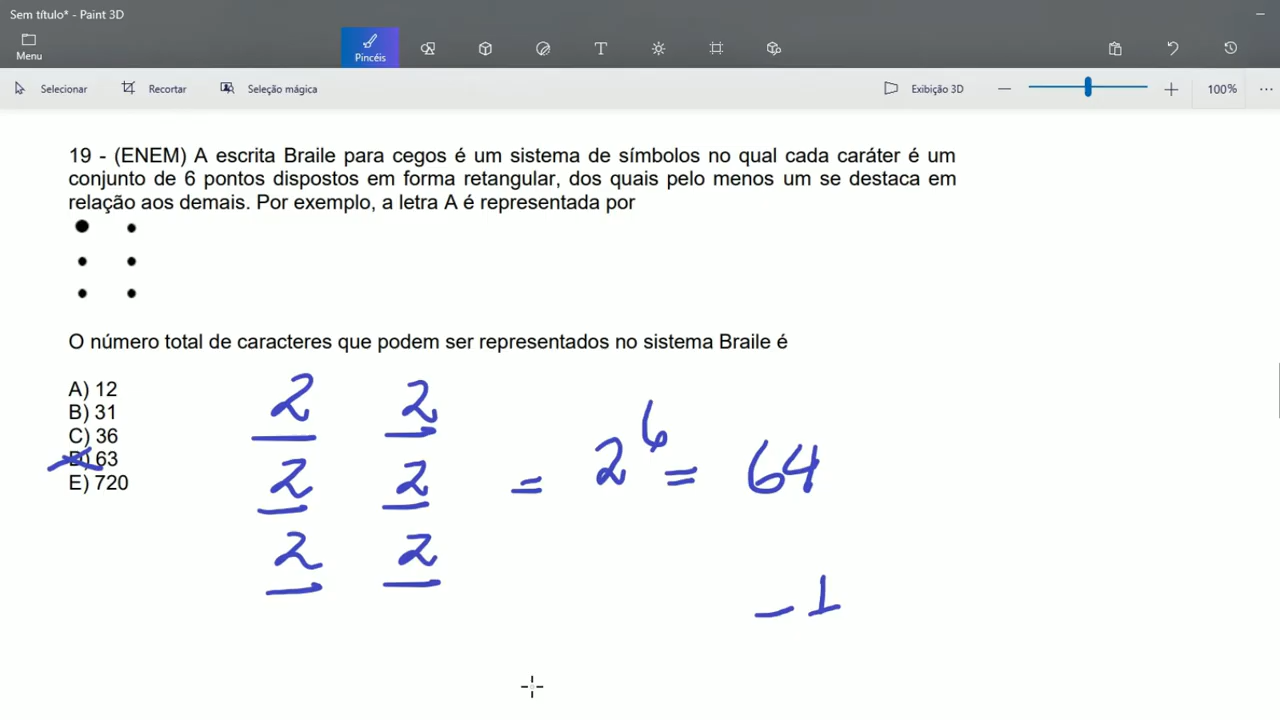 Sem título* - Paint 3D
Menu
Pincéis
Selecionar Recortar Seleção mágica Exibição 3D 100%
19 - (ENEM) A escrita Braile para cegos é um sistema de símbolos no qual cada caráter é um
conjunto de 6 pontos dispostos em forma retangular, dos quais pelo menos um se destaca em
relação aos demais. Por exemplo, a letra A é representada por
O número total de caracteres que podem ser representados no sistema Braile é
A) 12
B) 31
C) 36
D) 63
E) 720
2 2
2 2 = 2⁶ = 64
2 2
- 1